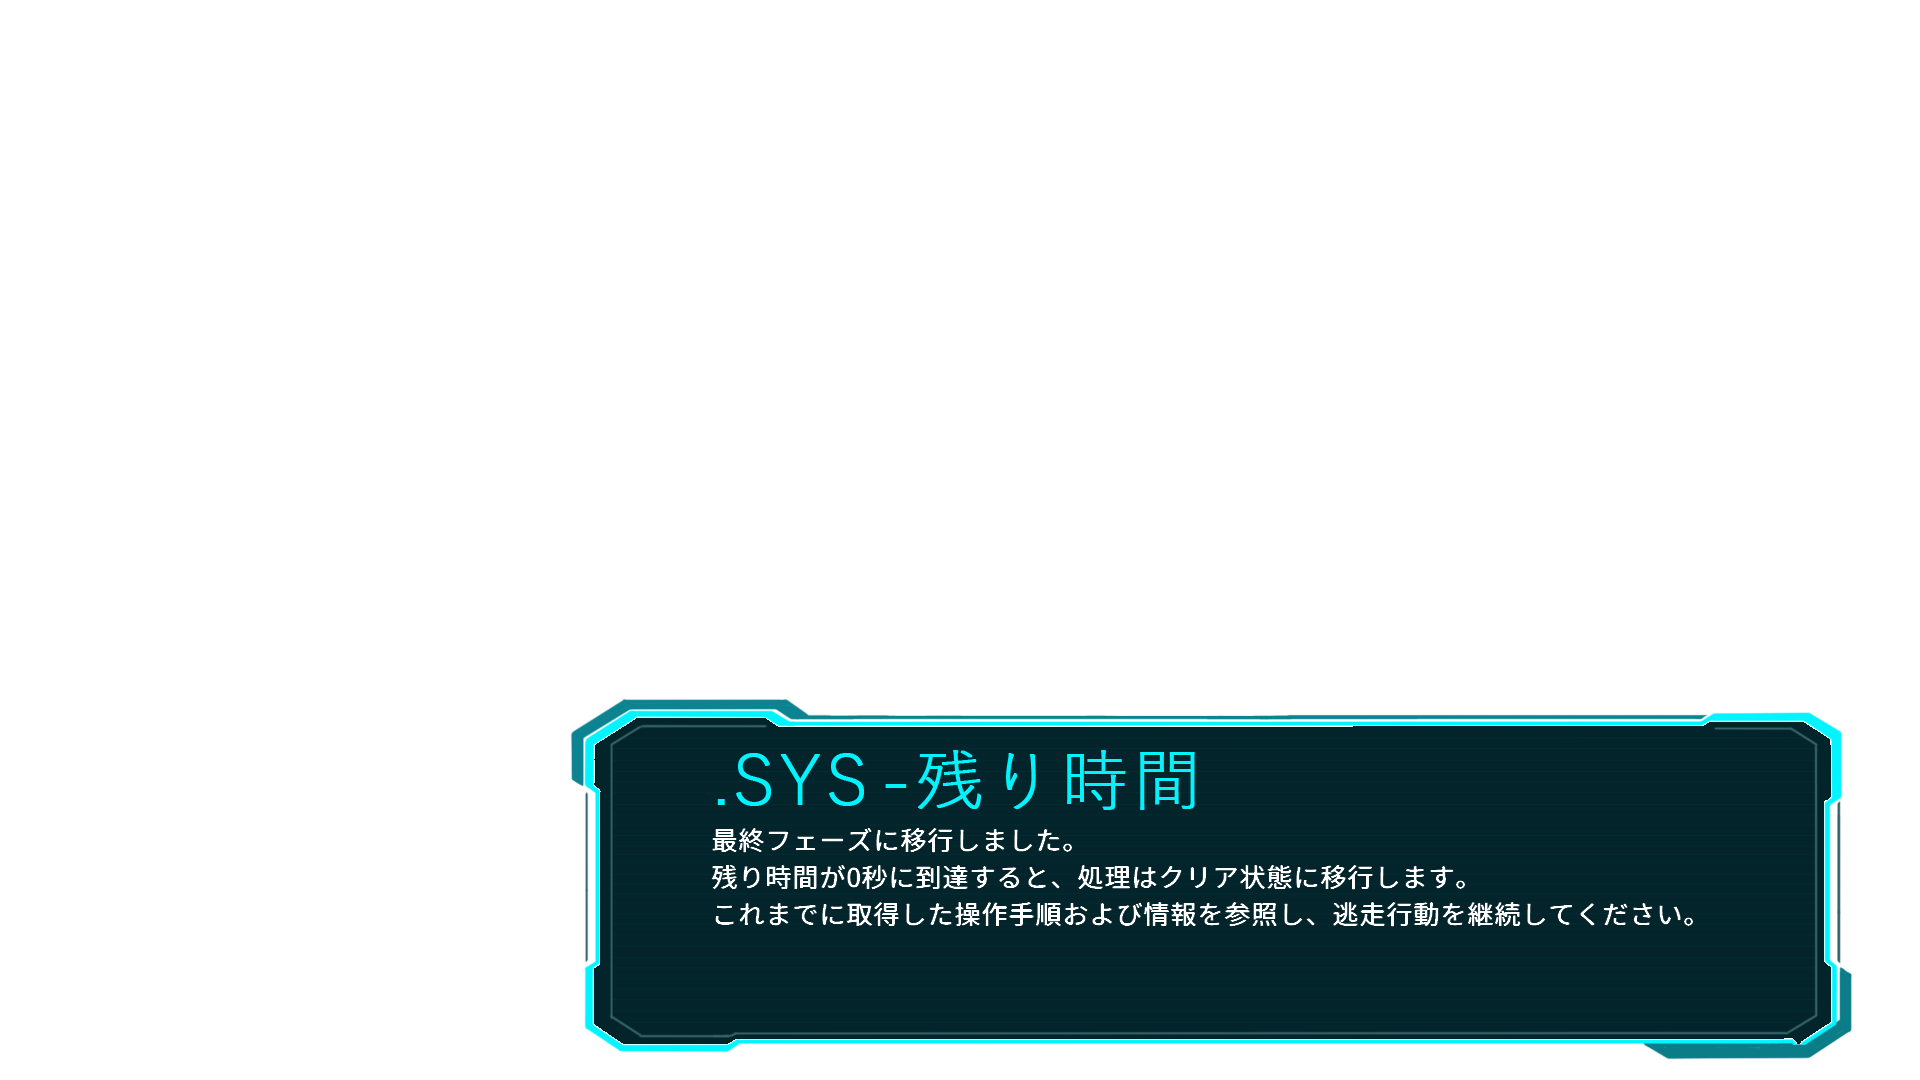 .SYS-残り時間
最終フェーズに移行しました。
残り時間が0秒に到達すると、処理はクリア状態に移行します。
これまでに取得した操作手順および情報を参照し、逃走行動を継続してください。